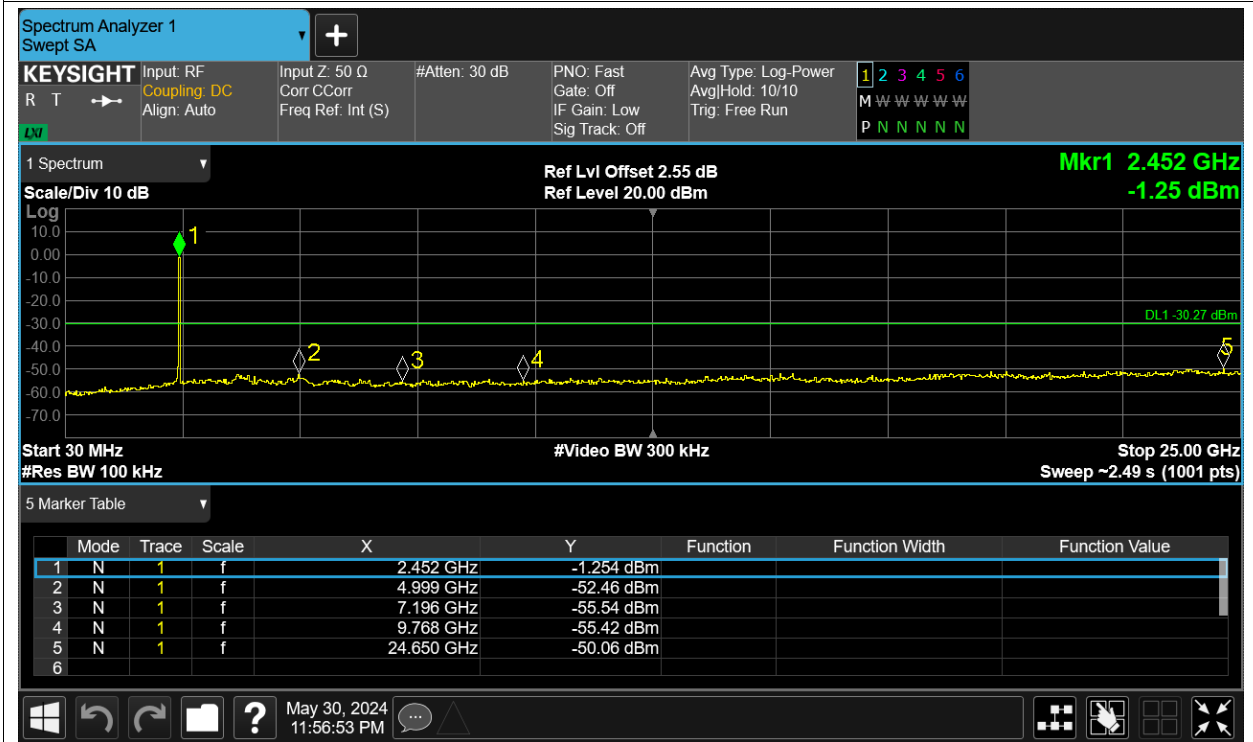 Spectrum Analyzer 1
Swept SA
KEYSIGHT
R T
LXI
Input: RF
Coupling: DC
Align: Auto
Input Z: 50 Ω
Corr CCorr
Freq Ref: Int (S)
#Atten: 30 dB
PNO: Fast
Gate: Off
IF Gain: Low
Sig Track: Off
Avg Type: Log-Power
Avg|Hold: 10/10
Trig: Free Run
1 2 3 4 5 6
M W W W W W
P N N N N N
1 Spectrum
Scale/Div 10 dB
Ref Lvl Offset 2.55 dB
Ref Level 20.00 dBm
Mkr1 2.452 GHz
-1.25 dBm
Log
10.0
0.00
-10.0
-20.0
-30.0
-40.0
-50.0
-60.0
-70.0
1
2
3
4
5
DL1 -30.27 dBm
Start 30 MHz
#Video BW 300 kHz
Stop 25.00 GHz
#Res BW 100 kHz
Sweep ~2.49 s (1001 pts)
5 Marker Table
Mode Trace Scale X Y Function Function Width Function Value
1 N 1 f 2.452 GHz -1.254 dBm
2 N 1 f 4.999 GHz -52.46 dBm
3 N 1 f 7.196 GHz -55.54 dBm
4 N 1 f 9.768 GHz -55.42 dBm
5 N 1 f 24.650 GHz -50.06 dBm
6
?
May 30, 2024
11:56:53 PM